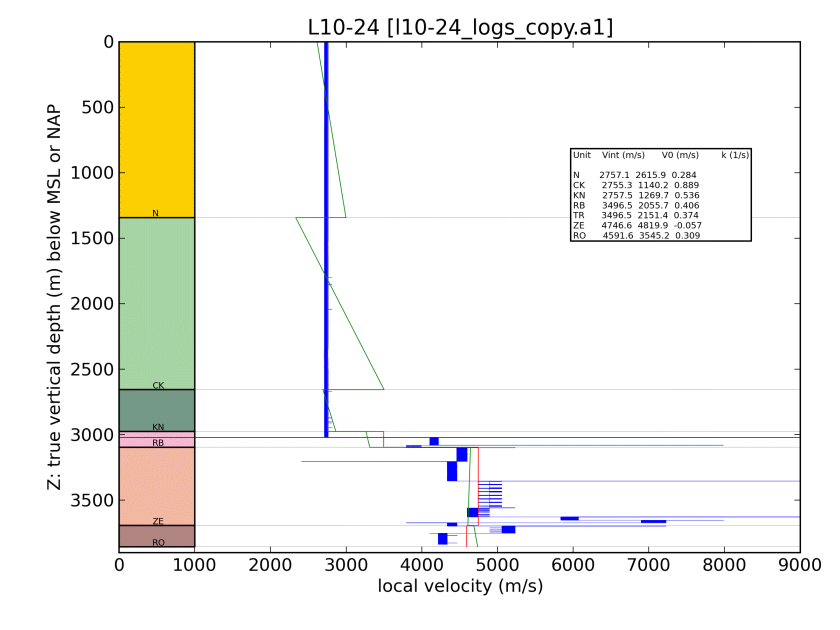 L10-24 [l10-24_logs_copy.a1]
Z: true vertical depth (m) below MSL or NAP
0
500
1000
1500
2000
2500
3000
3500
N
CK
KN
RB
ZE
RO
Unit Vint (m/s) V0 (m/s) k (1/s)
N 2757.1 2615.9 0.284
CK 2755.3 1140.2 0.889
KN 2757.5 1269.7 0.536
RB 3496.5 2055.7 0.406
TR 3496.5 2151.4 0.374
ZE 4746.6 4819.9 -0.057
RO 4591.6 3545.2 0.309
0 1000 2000 3000 4000 5000 6000 7000 8000 9000
local velocity (m/s)